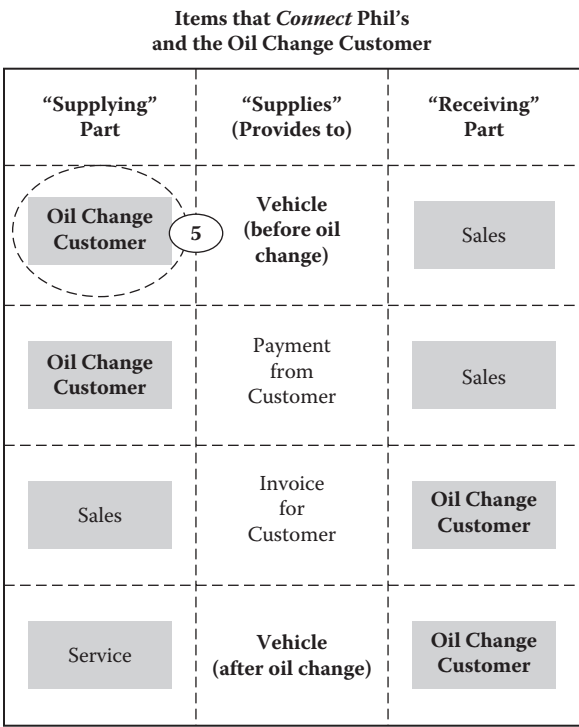 Items that Connect Phil's
and the Oil Change Customer
"Supplying"
Part
"Supplies"
(Provides to)
"Receiving"
Part
Oil Change
Customer
5
Vehicle
(before oil
change)
Sales
Oil Change
Customer
Payment
from
Customer
Sales
Sales
Invoice
for
Customer
Oil Change
Customer
Service
Vehicle
(after oil change)
Oil Change
Customer